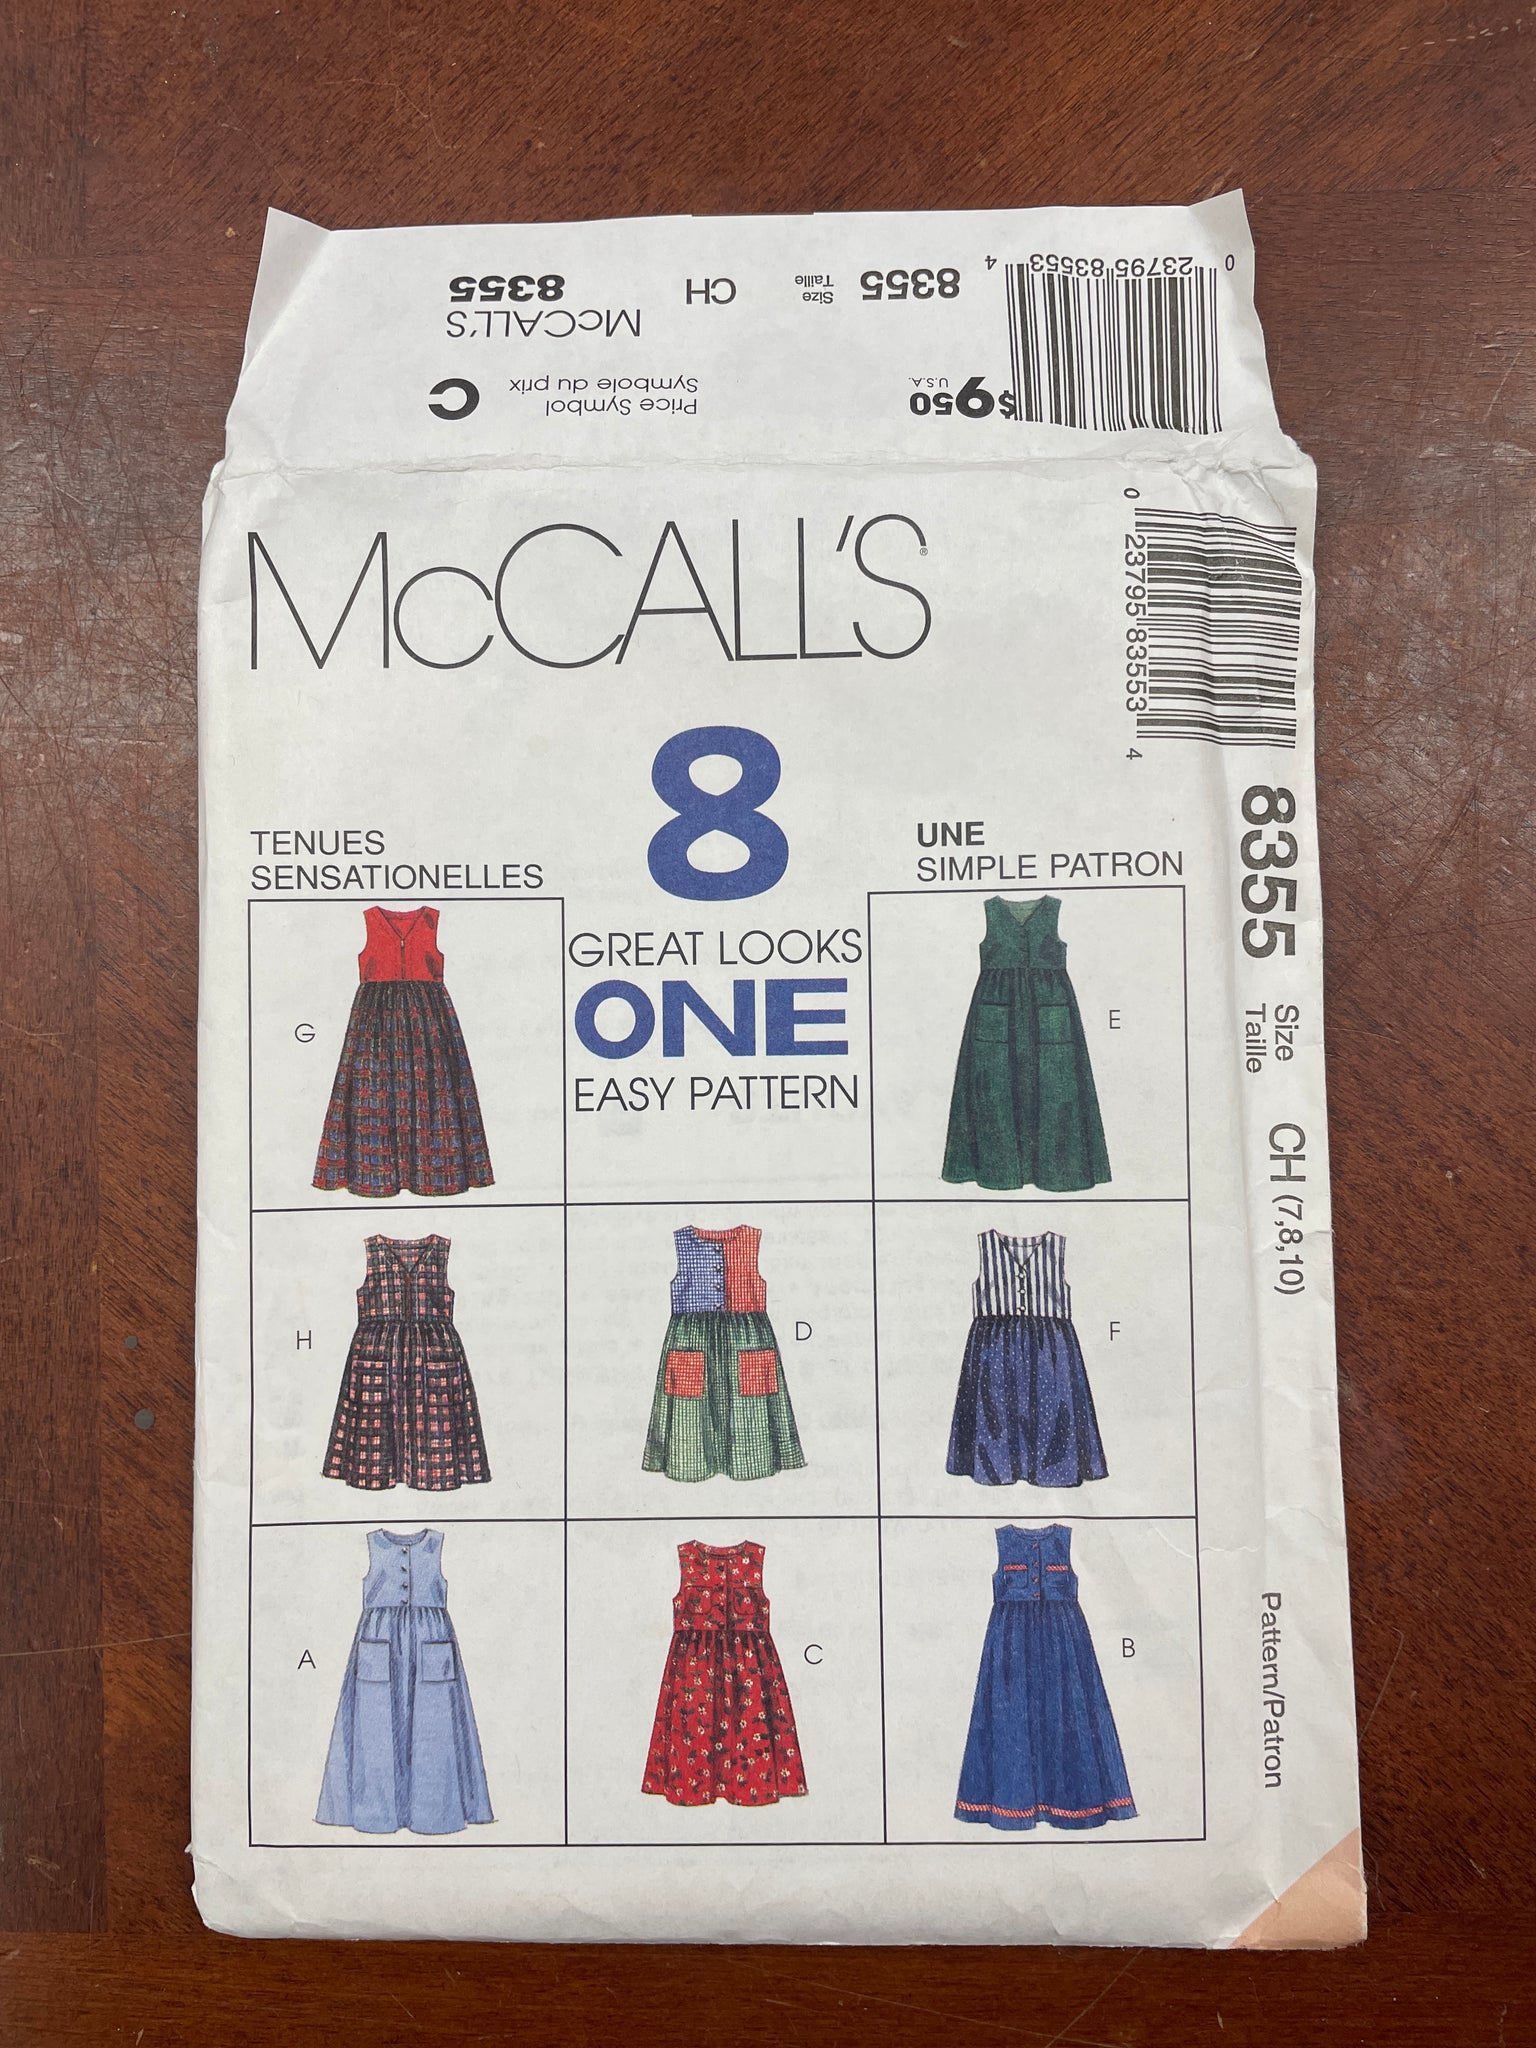 0 23795 83553 4
8355
Size
Taille
CH
McCALL'S
8355
$9.50
U.S.A.
Price Symbol
Symbole du prix
C
McCALL'S®
0 23795 83553 4
8
TENUES
SENSATIONELLES
UNE
SIMPLE PATRON
GREAT LOOKS
ONE
EASY PATTERN
G
E
H
D
F
A
C
B
8355
Size
Taille
CH (7,8,10)
Pattern/Patron